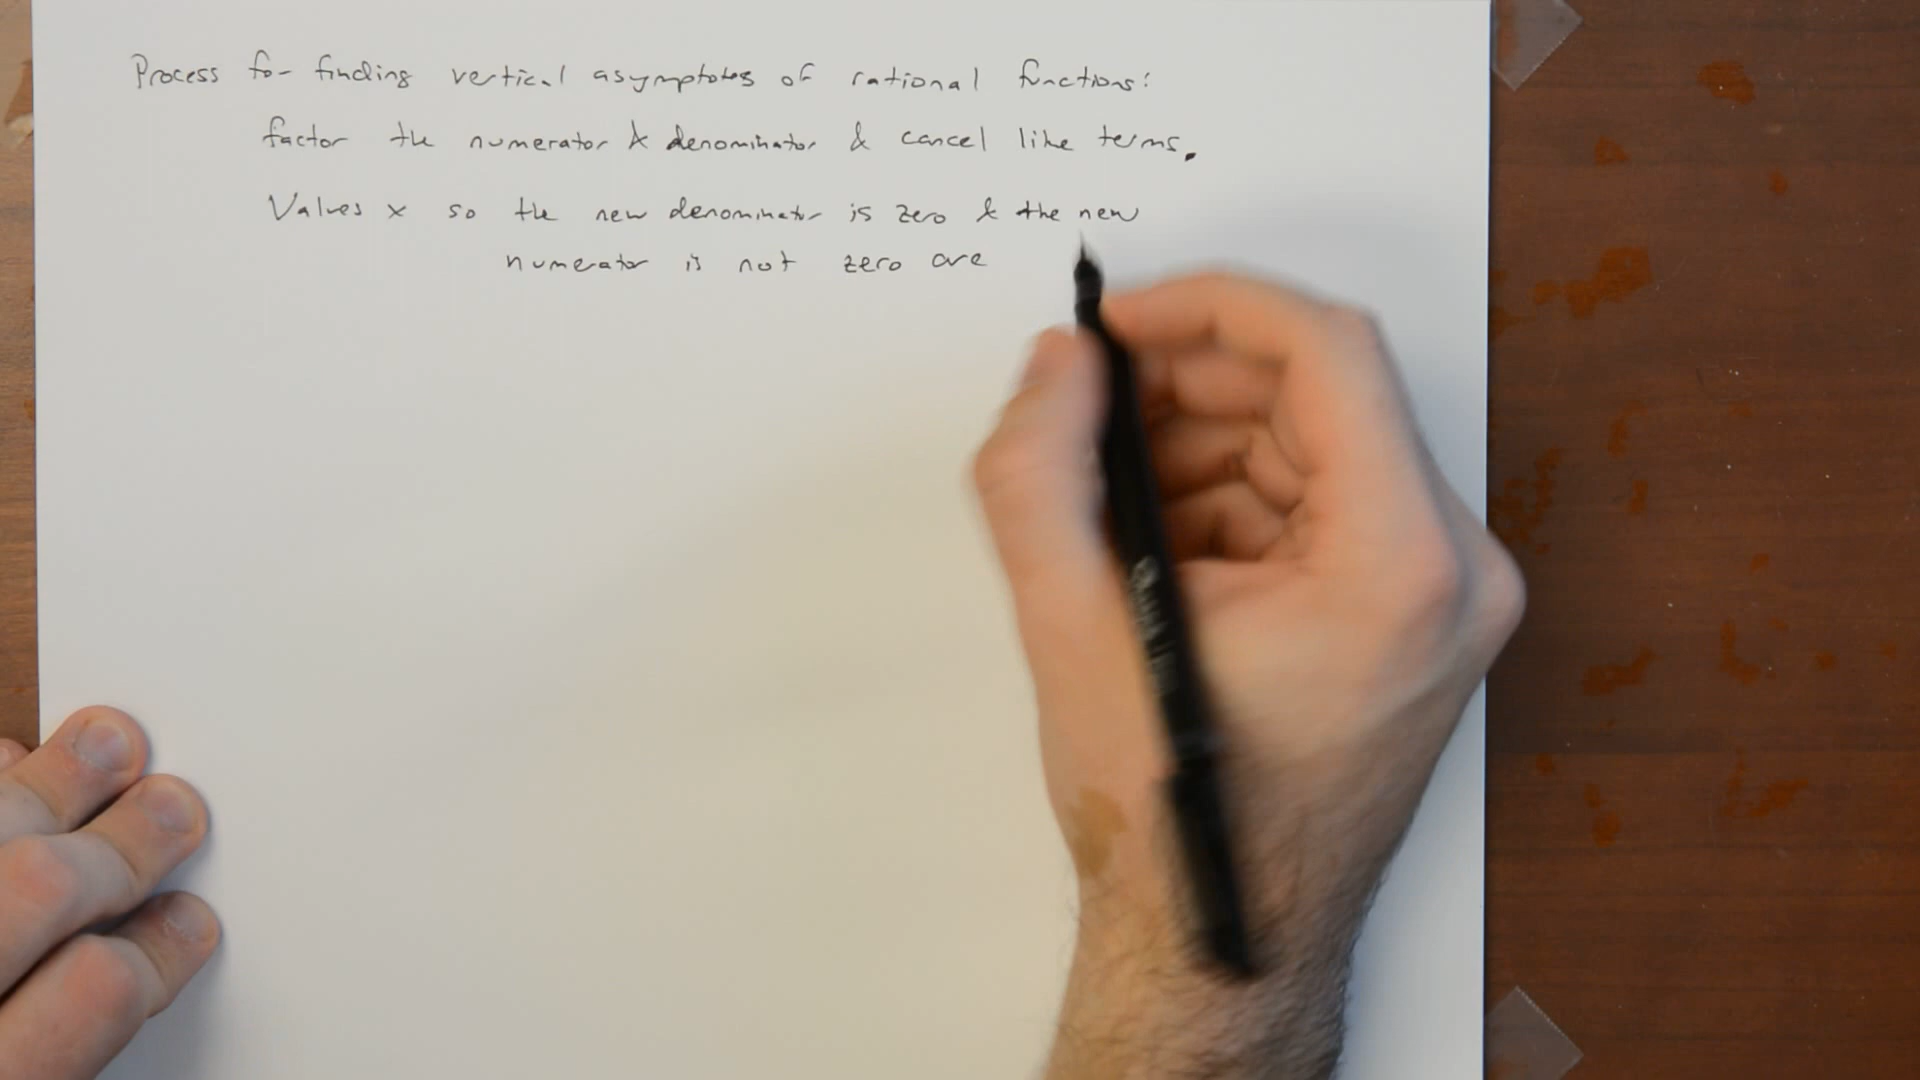 Process for finding vertical asymptotes of rational functions:
factor the numerator & denominator & cancel like terms.
Values x so the new denominator is zero & the new
numerator is not zero are